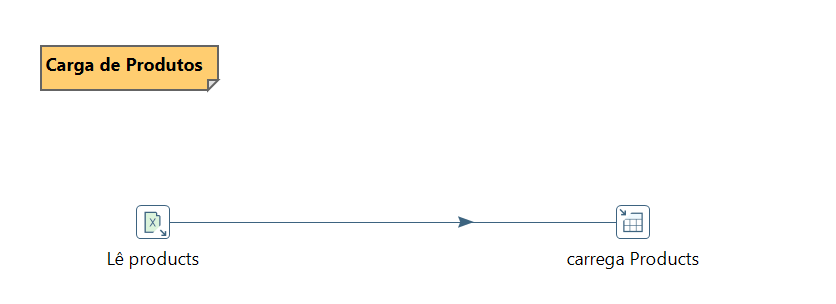 Carga de Produtos
Lê products
carrega Products